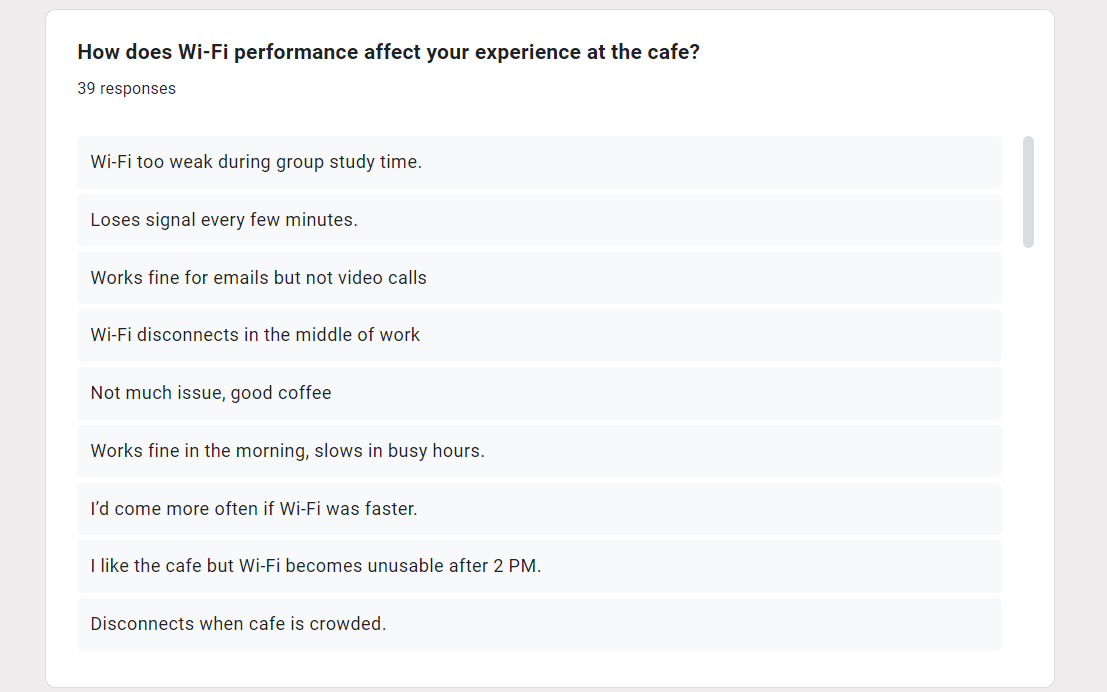 How does Wi-Fi performance affect your experience at the cafe?
39 responses
Wi-Fi too weak during group study time.
Loses signal every few minutes.
Works fine for emails but not video calls
Wi-Fi disconnects in the middle of work
Not much issue, good coffee
Works fine in the morning, slows in busy hours.
I’d come more often if Wi-Fi was faster.
I like the cafe but Wi-Fi becomes unusable after 2 PM.
Disconnects when cafe is crowded.